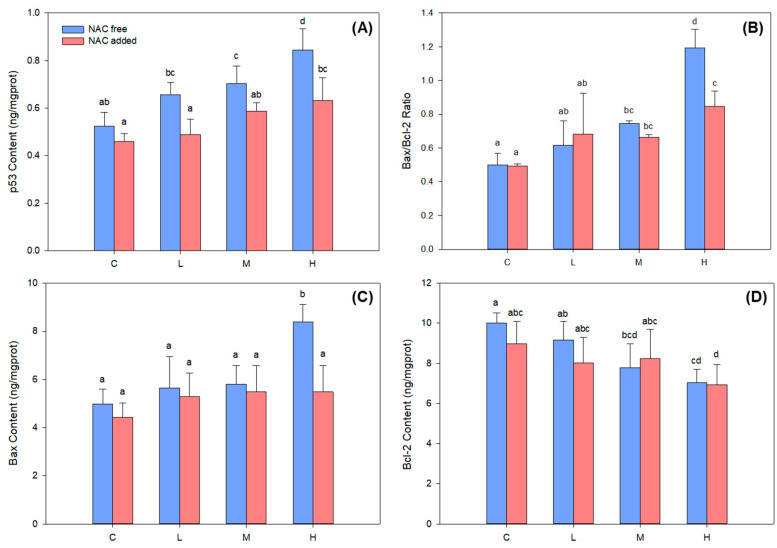 (A)
NAC free
NAC added
p53 Content (ng/mgprot)
1.0
0.8
0.6
0.4
0.2
0.0
ab a bc a c ab d bc
C L M H
(B)
Bax/Bcl-2 Ratio
1.4
1.2
1.0
0.8
0.6
0.4
0.2
0.0
a a ab ab bc bc d c
C L M H
(C)
Bax Content (ng/mgprot)
10
8
6
4
2
0
a a a a a a b a
C L M H
(D)
Bcl-2 Content (ng/mgprot)
12
10
8
6
4
2
0
a abc ab abc bcd abc cd d
C L M H